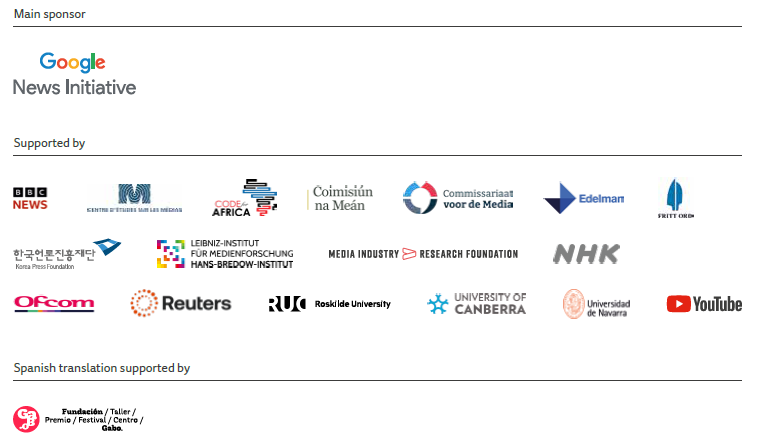 Main sponsor
Google
News Initiative
Supported by
BBC
NEWS
CENTRE D'ÉTUDES SUR LES MÉDIAS
CODE for
AFRICA
Coimisiún
na Meán
Commissariaat
voor de Media
Edelman
FRITT ORD
한국언론진흥재단
Korea Press Foundation
LEIBNIZ-INSTITUT
FÜR MEDIENFORSCHUNG
HANS-BREDOW-INSTITUT
MEDIA INDUSTRY RESEARCH FOUNDATION
NHK
Ofcom
Reuters
RUC Roskilde University
UNIVERSITY OF
CANBERRA
Universidad
de Navarra
YouTube
Spanish translation supported by
Gabo
Fundación / Taller /
Premio / Festival / Centro /
Gabo.